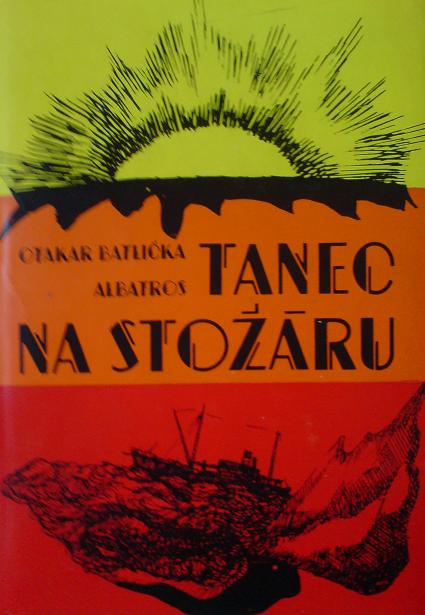 OTAKAR BATLIČKA
ALBATROS
TANEC
NA STOŽÁRU